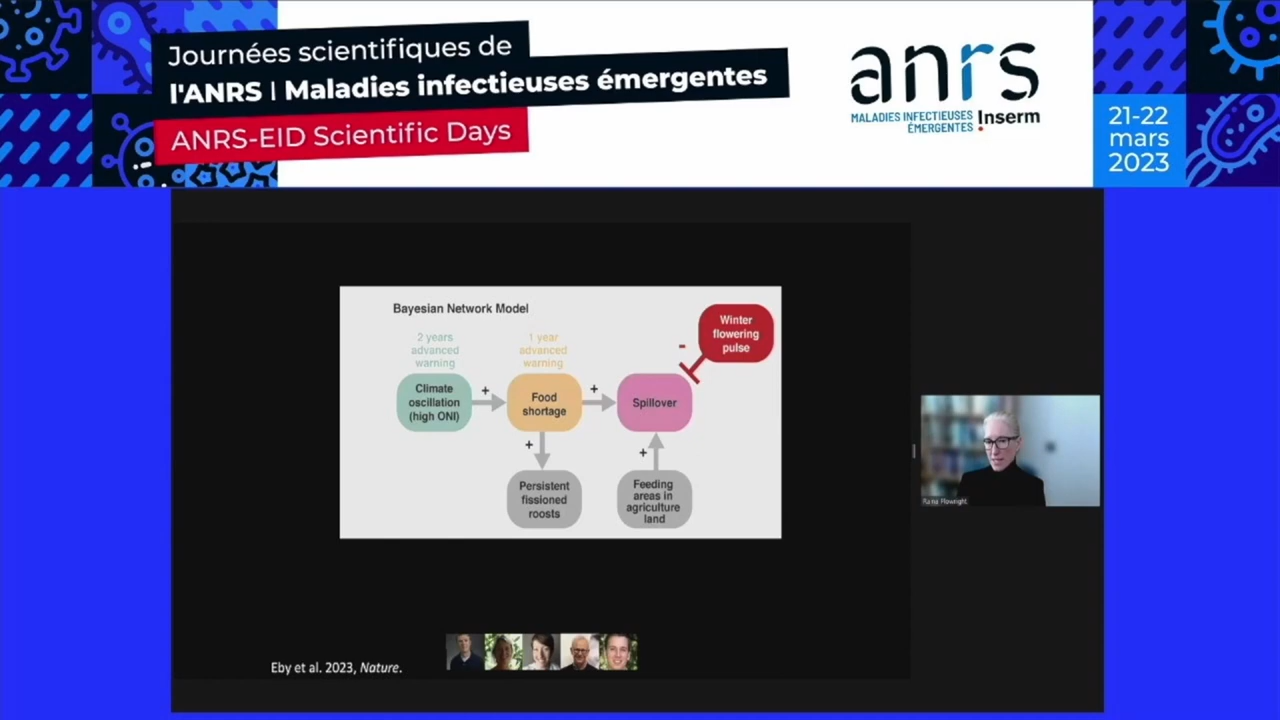 Journées scientifiques de
l'ANRS | Maladies infectieuses émergentes
ANRS-EID Scientific Days
anrs
MALADIES INFECTIEUSES
ÉMERGENTES Inserm
21-22
mars
2023
Bayesian Network Model
2 years
advanced
warning
1 year
advanced
warning
Winter
flowering
pulse
-
Climate
oscillation
(high ONI)
+
Food
shortage
+
Spillover
+
Persistent
fissioned
roosts
+
Feeding
areas in
agriculture
land
Raina Plowright
Eby et al. 2023, Nature.